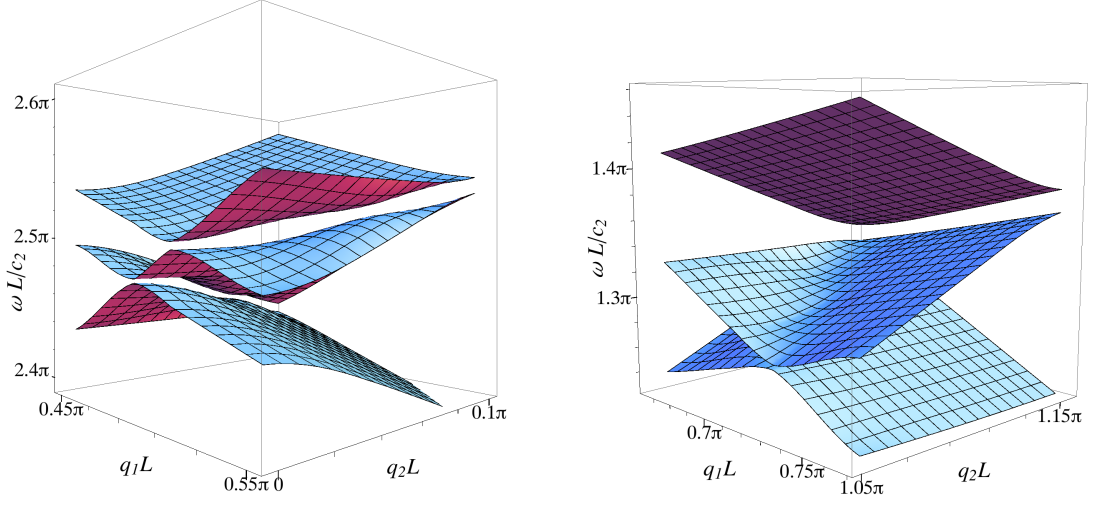 2.6π
2.5π
ω L/c₂
2.4π
0.45π
q₁L
0.55π
0
q₂L
0.1π
1.4π
ω L/c₂
1.3π
0.7π
q₁L
0.75π
1.05π
q₂L
1.15π